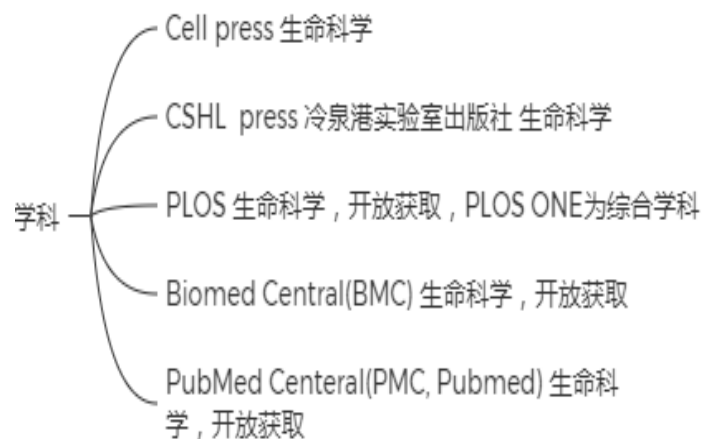 Cell press 生命科学
CSHL press 冷泉港实验室出版社 生命科学
学科
PLOS 生命科学，开放获取，PLOS ONE为综合学科
Biomed Central(BMC) 生命科学，开放获取
PubMed Centeral(PMC, Pubmed) 生命科
学，开放获取